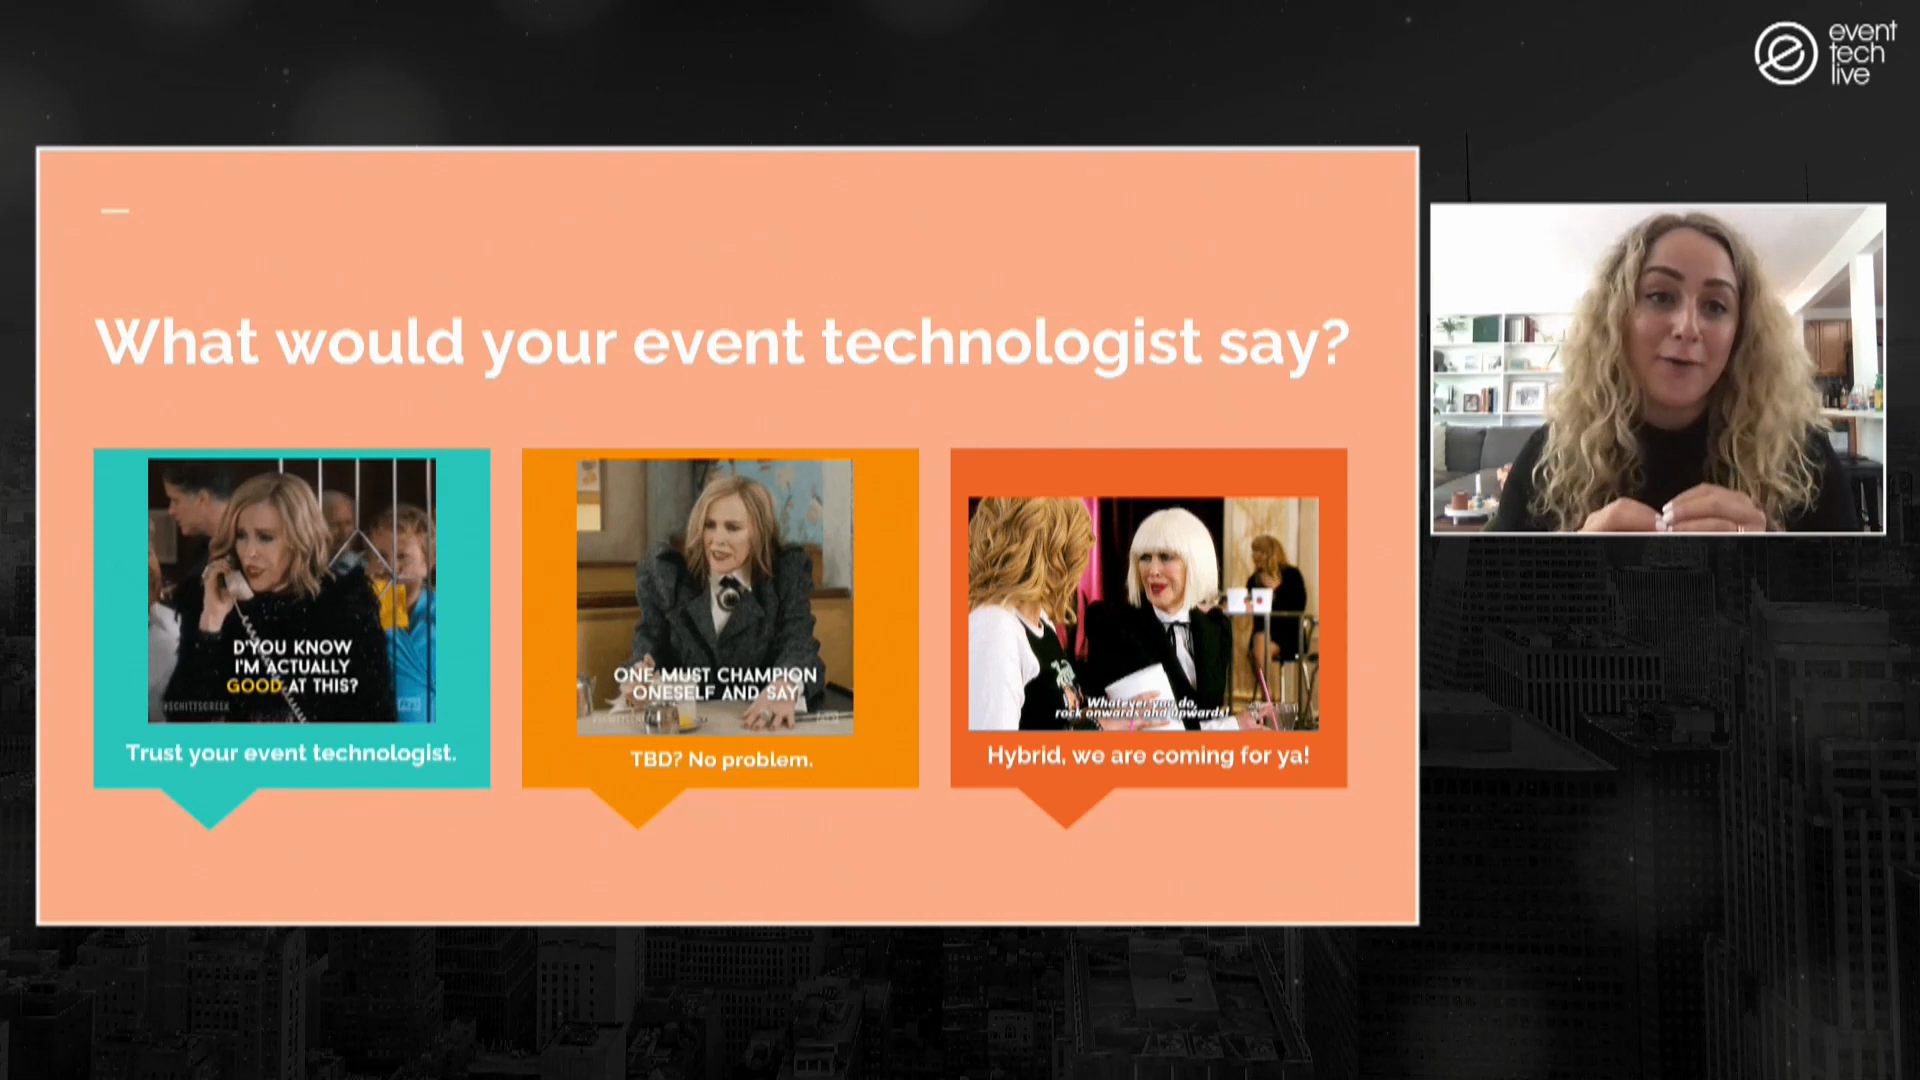 event
tech
live
What would your event technologist say?
D'YOU KNOW
I'M ACTUALLY
GOOD AT THIS?
#SCHITTSCREEK
Pop
Trust your event technologist.
ONE MUST CHAMPION
ONESELF AND SAY,
TBD? No problem.
Whatever you do,
rock onwards and upwards!
Hybrid, we are coming for ya!